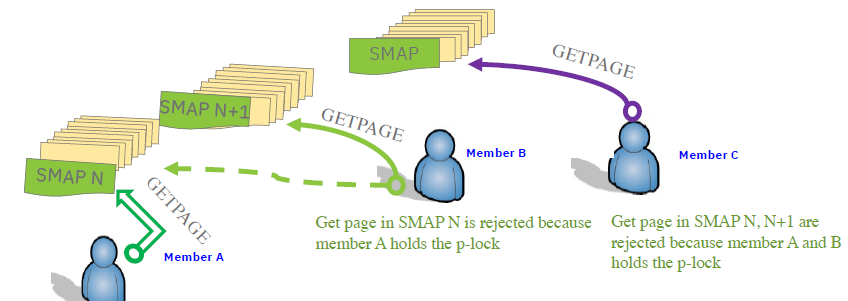 SMAP
GETPAGE
SMAP N+1
GETPAGE
Member B
Member C
SMAP N
GETPAGE
Get page in SMAP N is rejected because
member A holds the p-lock
Get page in SMAP N, N+1 are
rejected because member A and B
holds the p-lock
Member A